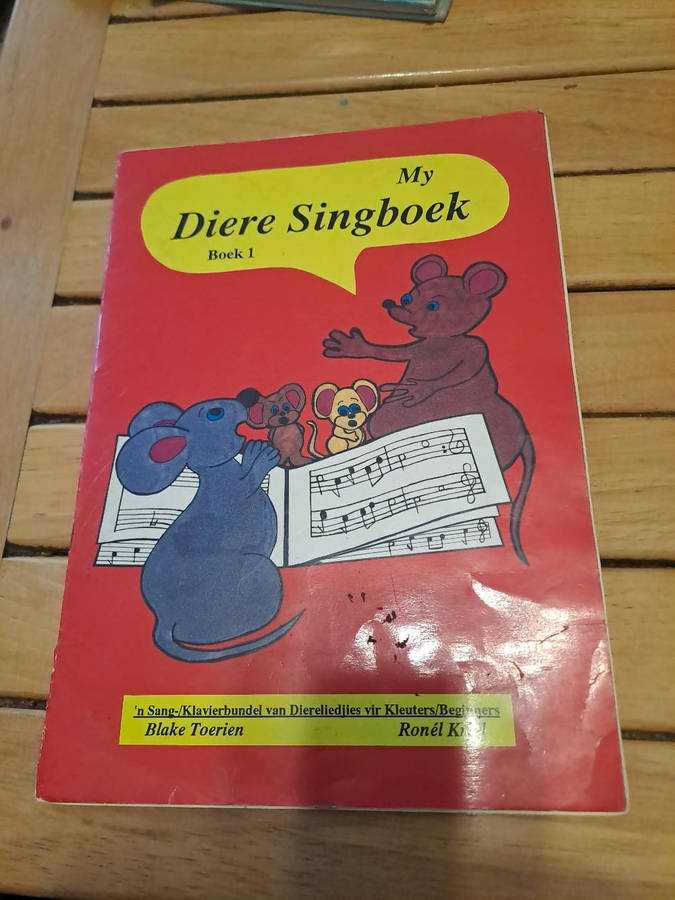 My
Diere Singboek
Boek 1
'n Sang-/Klavierbundel van Diereliedjies vir Kleuters/Beginners
Blake Toerien
Ronél